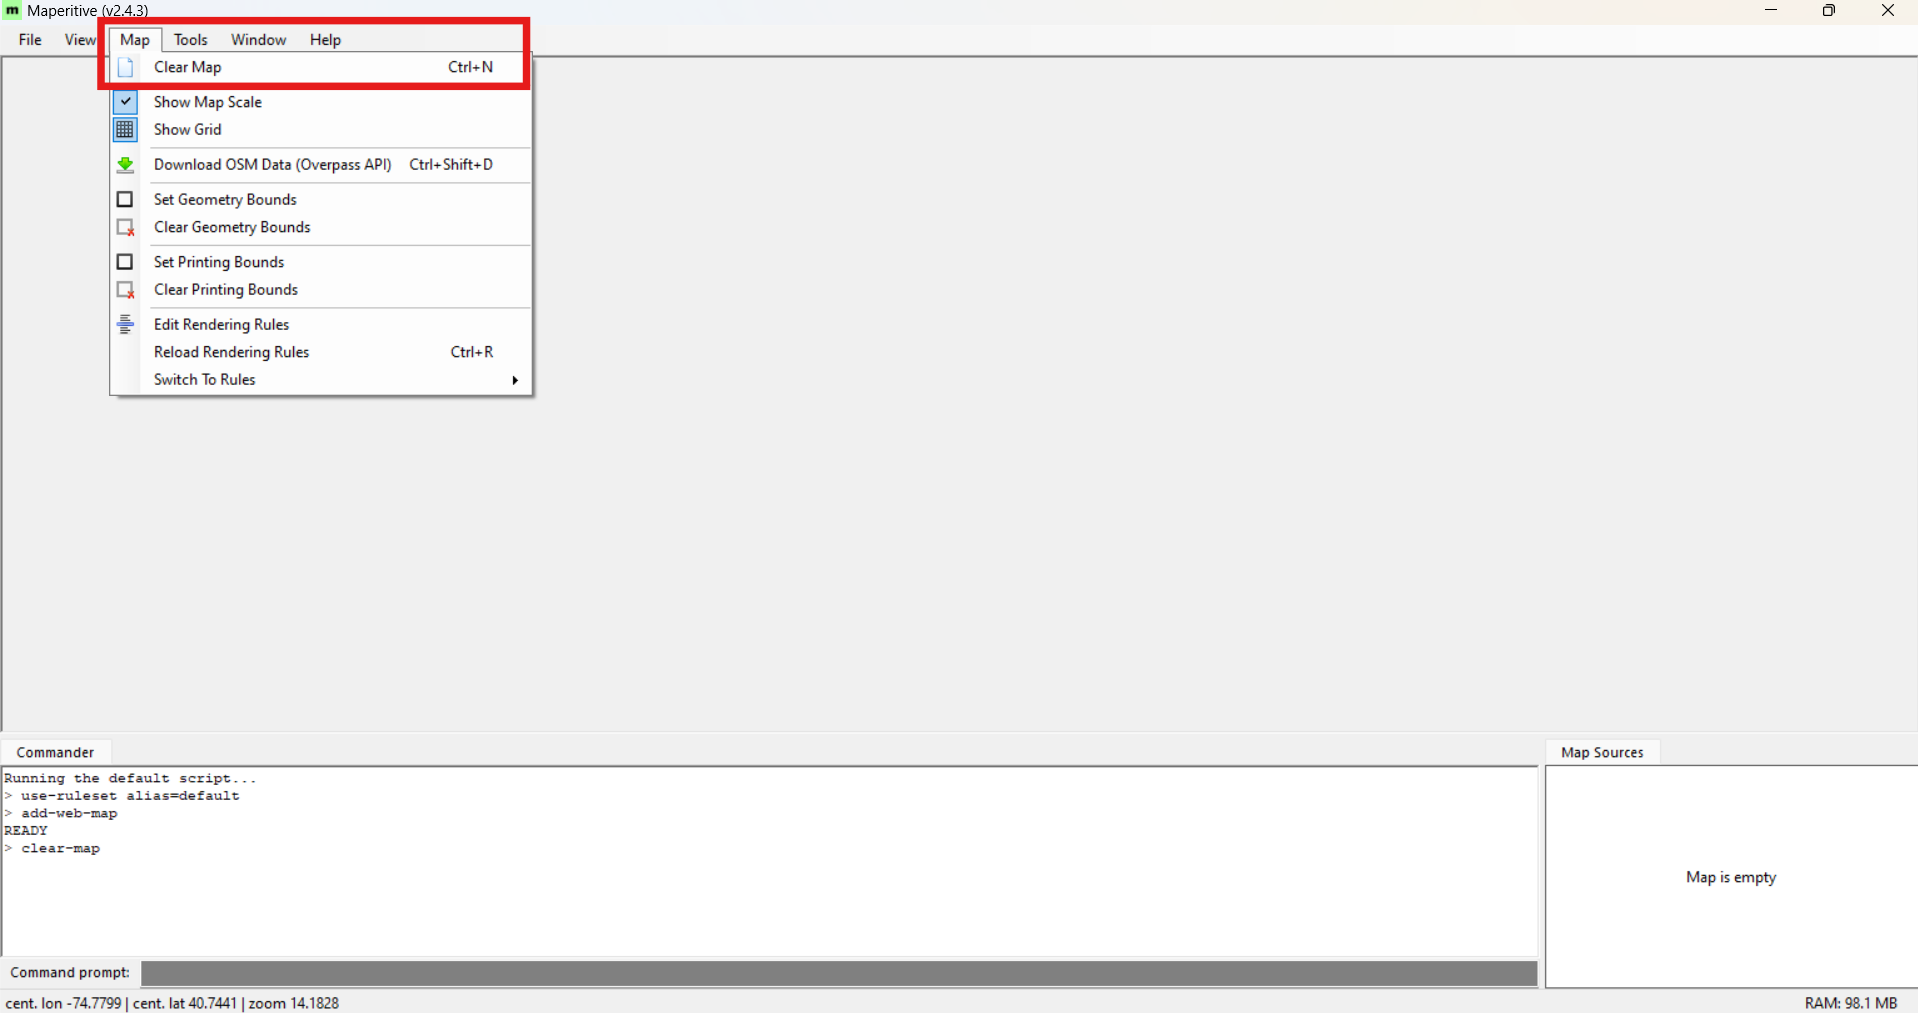 m Maperitive (v2.4.3)
File View Map Tools Window Help
Clear Map Ctrl+N
Show Map Scale
Show Grid
Download OSM Data (Overpass API) Ctrl+Shift+D
Set Geometry Bounds
Clear Geometry Bounds
Set Printing Bounds
Clear Printing Bounds
Edit Rendering Rules
Reload Rendering Rules Ctrl+R
Switch To Rules
Commander
Running the default script...
> use-ruleset alias=default
> add-web-map
READY
> clear-map
Command prompt:
Map Sources
Map is empty
cent. lon -74.7799 | cent. lat 40.7441 | zoom 14.1828
RAM: 98.1 MB